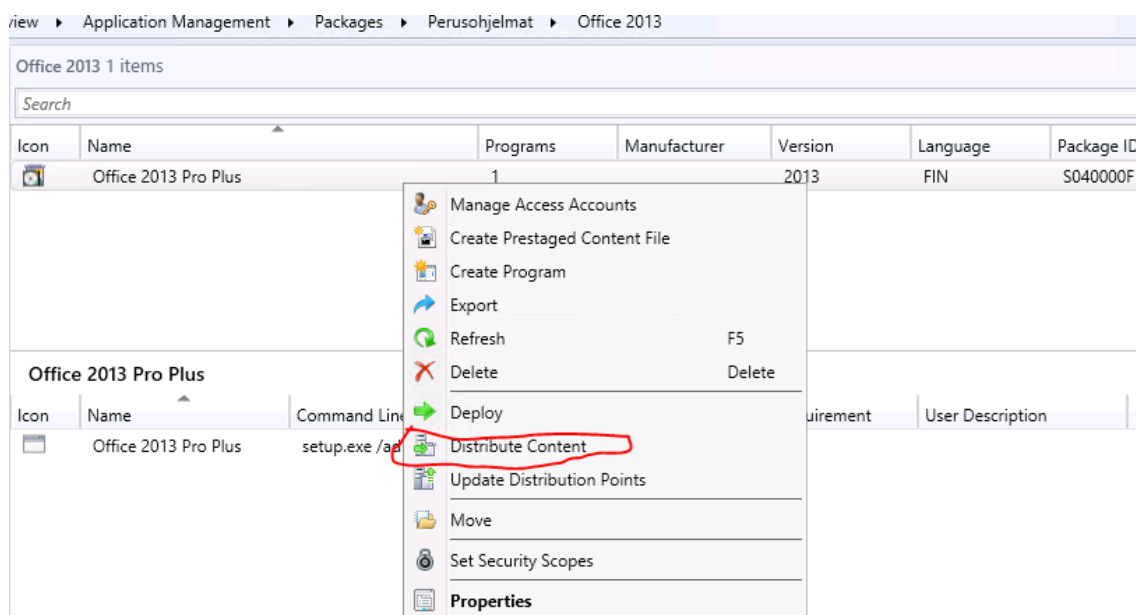 view ▸ Application Management ▸ Packages ▸ Perusohjelmat ▸ Office 2013
Office 2013 1 items
Search
Icon Name Programs Manufacturer Version Language Package ID
Office 2013 Pro Plus 1 2013 FIN S040000F
Manage Access Accounts
Create Prestaged Content File
Create Program
Export
Refresh F5
Delete Delete
Office 2013 Pro Plus
Icon Name Command Line Deploy uirement User Description
Office 2013 Pro Plus setup.exe /ad Distribute Content
Update Distribution Points
Move
Set Security Scopes
Properties